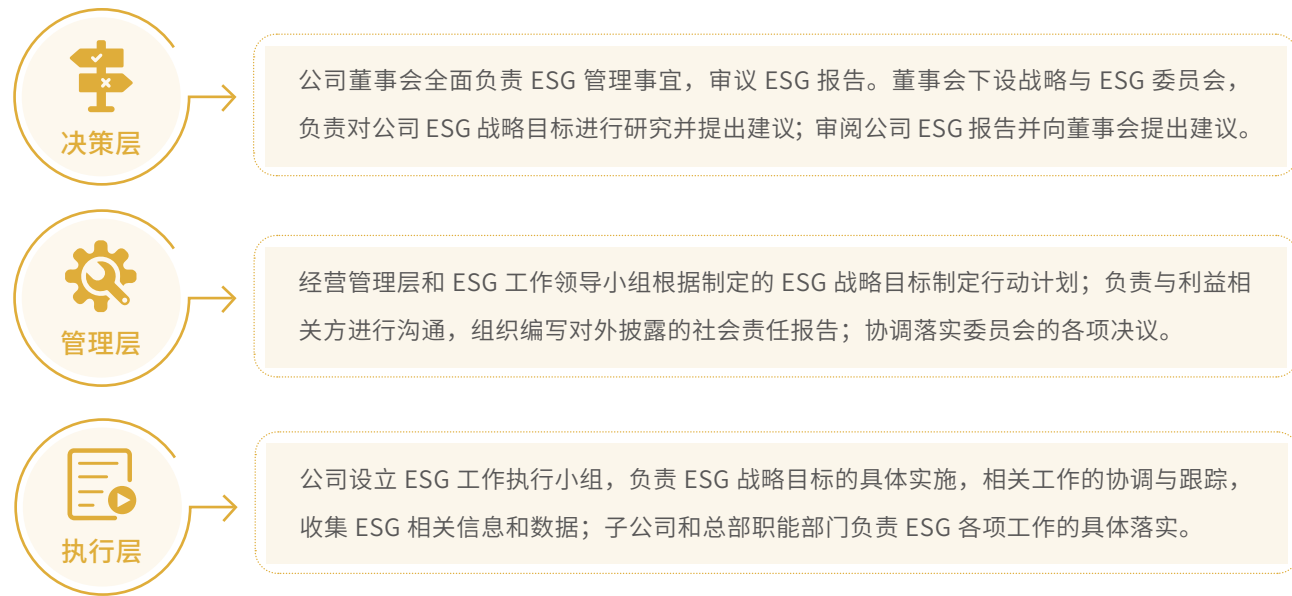 决策层
公司董事会全面负责 ESG 管理事宜，审议 ESG 报告。董事会下设战略与 ESG 委员会，
负责对公司 ESG 战略目标进行研究并提出建议；审阅公司 ESG 报告并向董事会提出建议。
管理层
经营管理层和 ESG 工作领导小组根据制定的 ESG 战略目标制定行动计划；负责与利益相
关方进行沟通，组织编写对外披露的社会责任报告；协调落实委员会的各项决议。
执行层
公司设立 ESG 工作执行小组，负责 ESG 战略目标的具体实施，相关工作的协调与跟踪，
收集 ESG 相关信息和数据；子公司和总部职能部门负责 ESG 各项工作的具体落实。